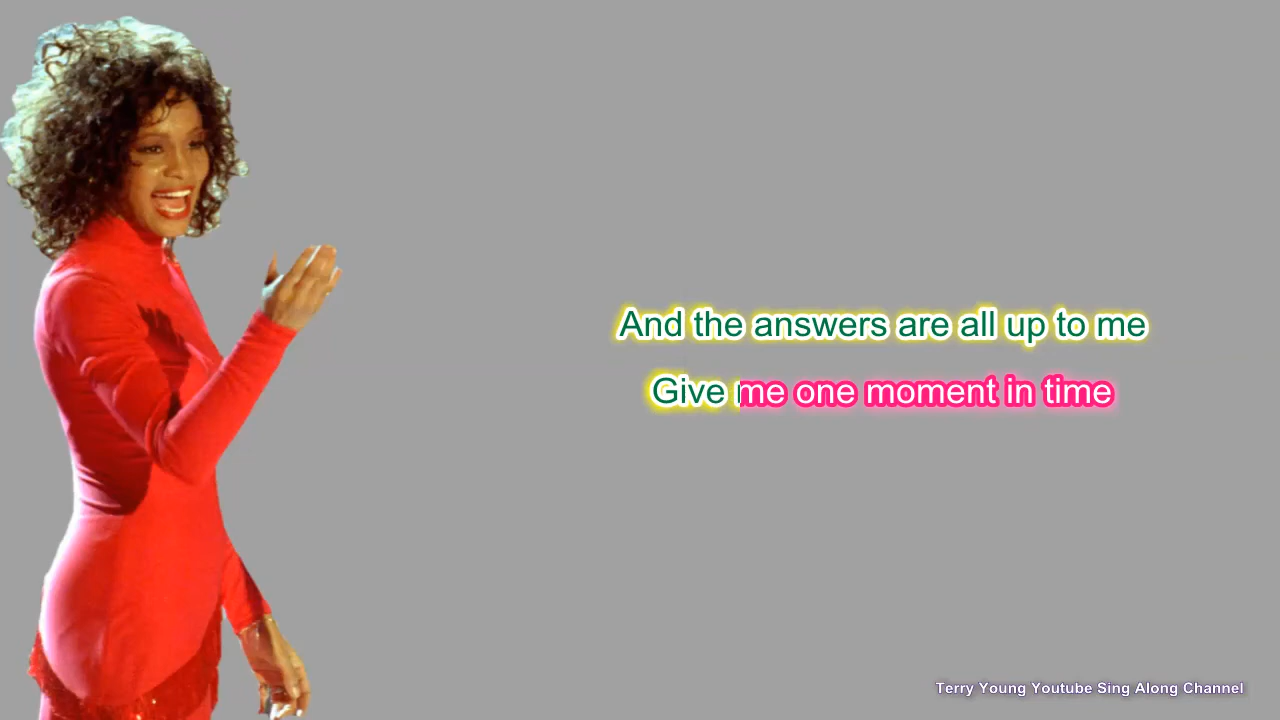 And the answers are all up to me
Give me one moment in time
Terry Young Youtube Sing Along Channel